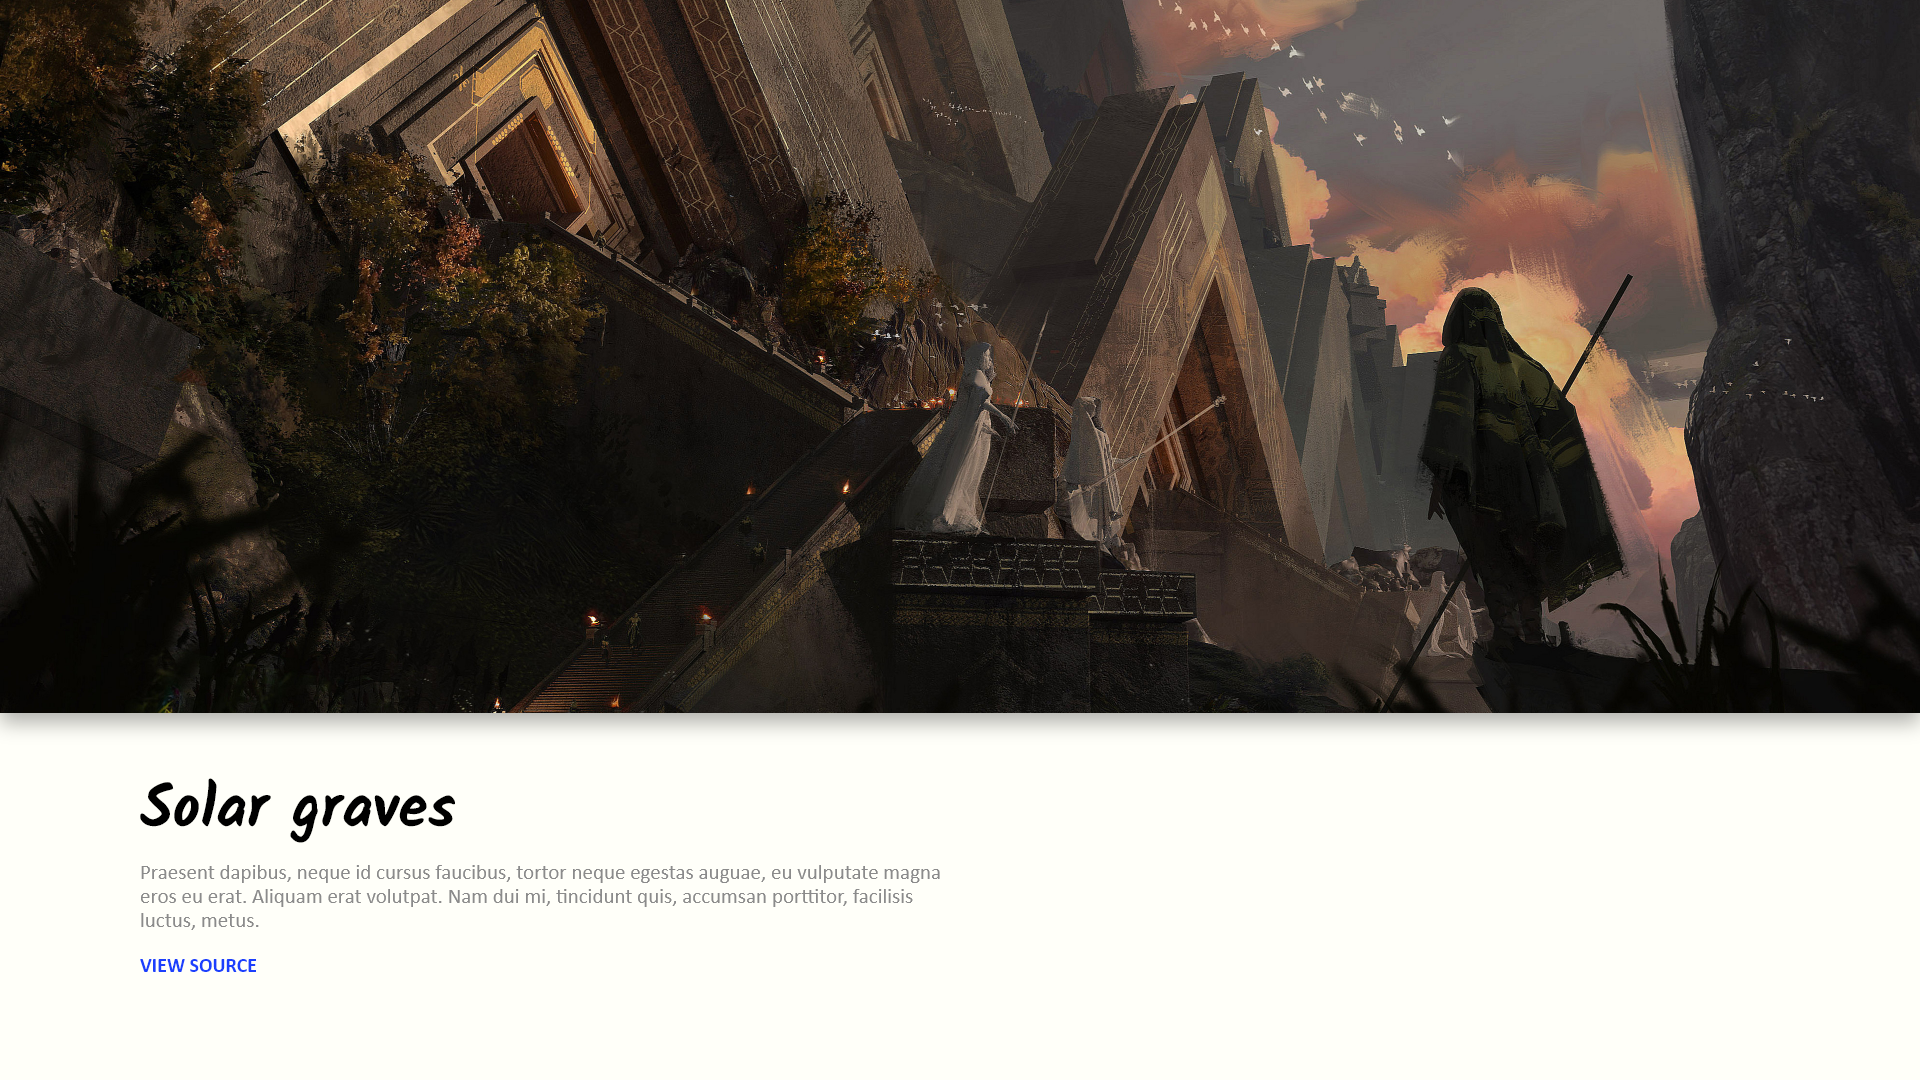 Solar graves
Praesent dapibus, neque id cursus faucibus, tortor neque egestas auguae, eu vulputate magna
eros eu erat. Aliquam erat volutpat. Nam dui mi, tincidunt quis, accumsan porttitor, facilisis
luctus, metus.
VIEW SOURCE